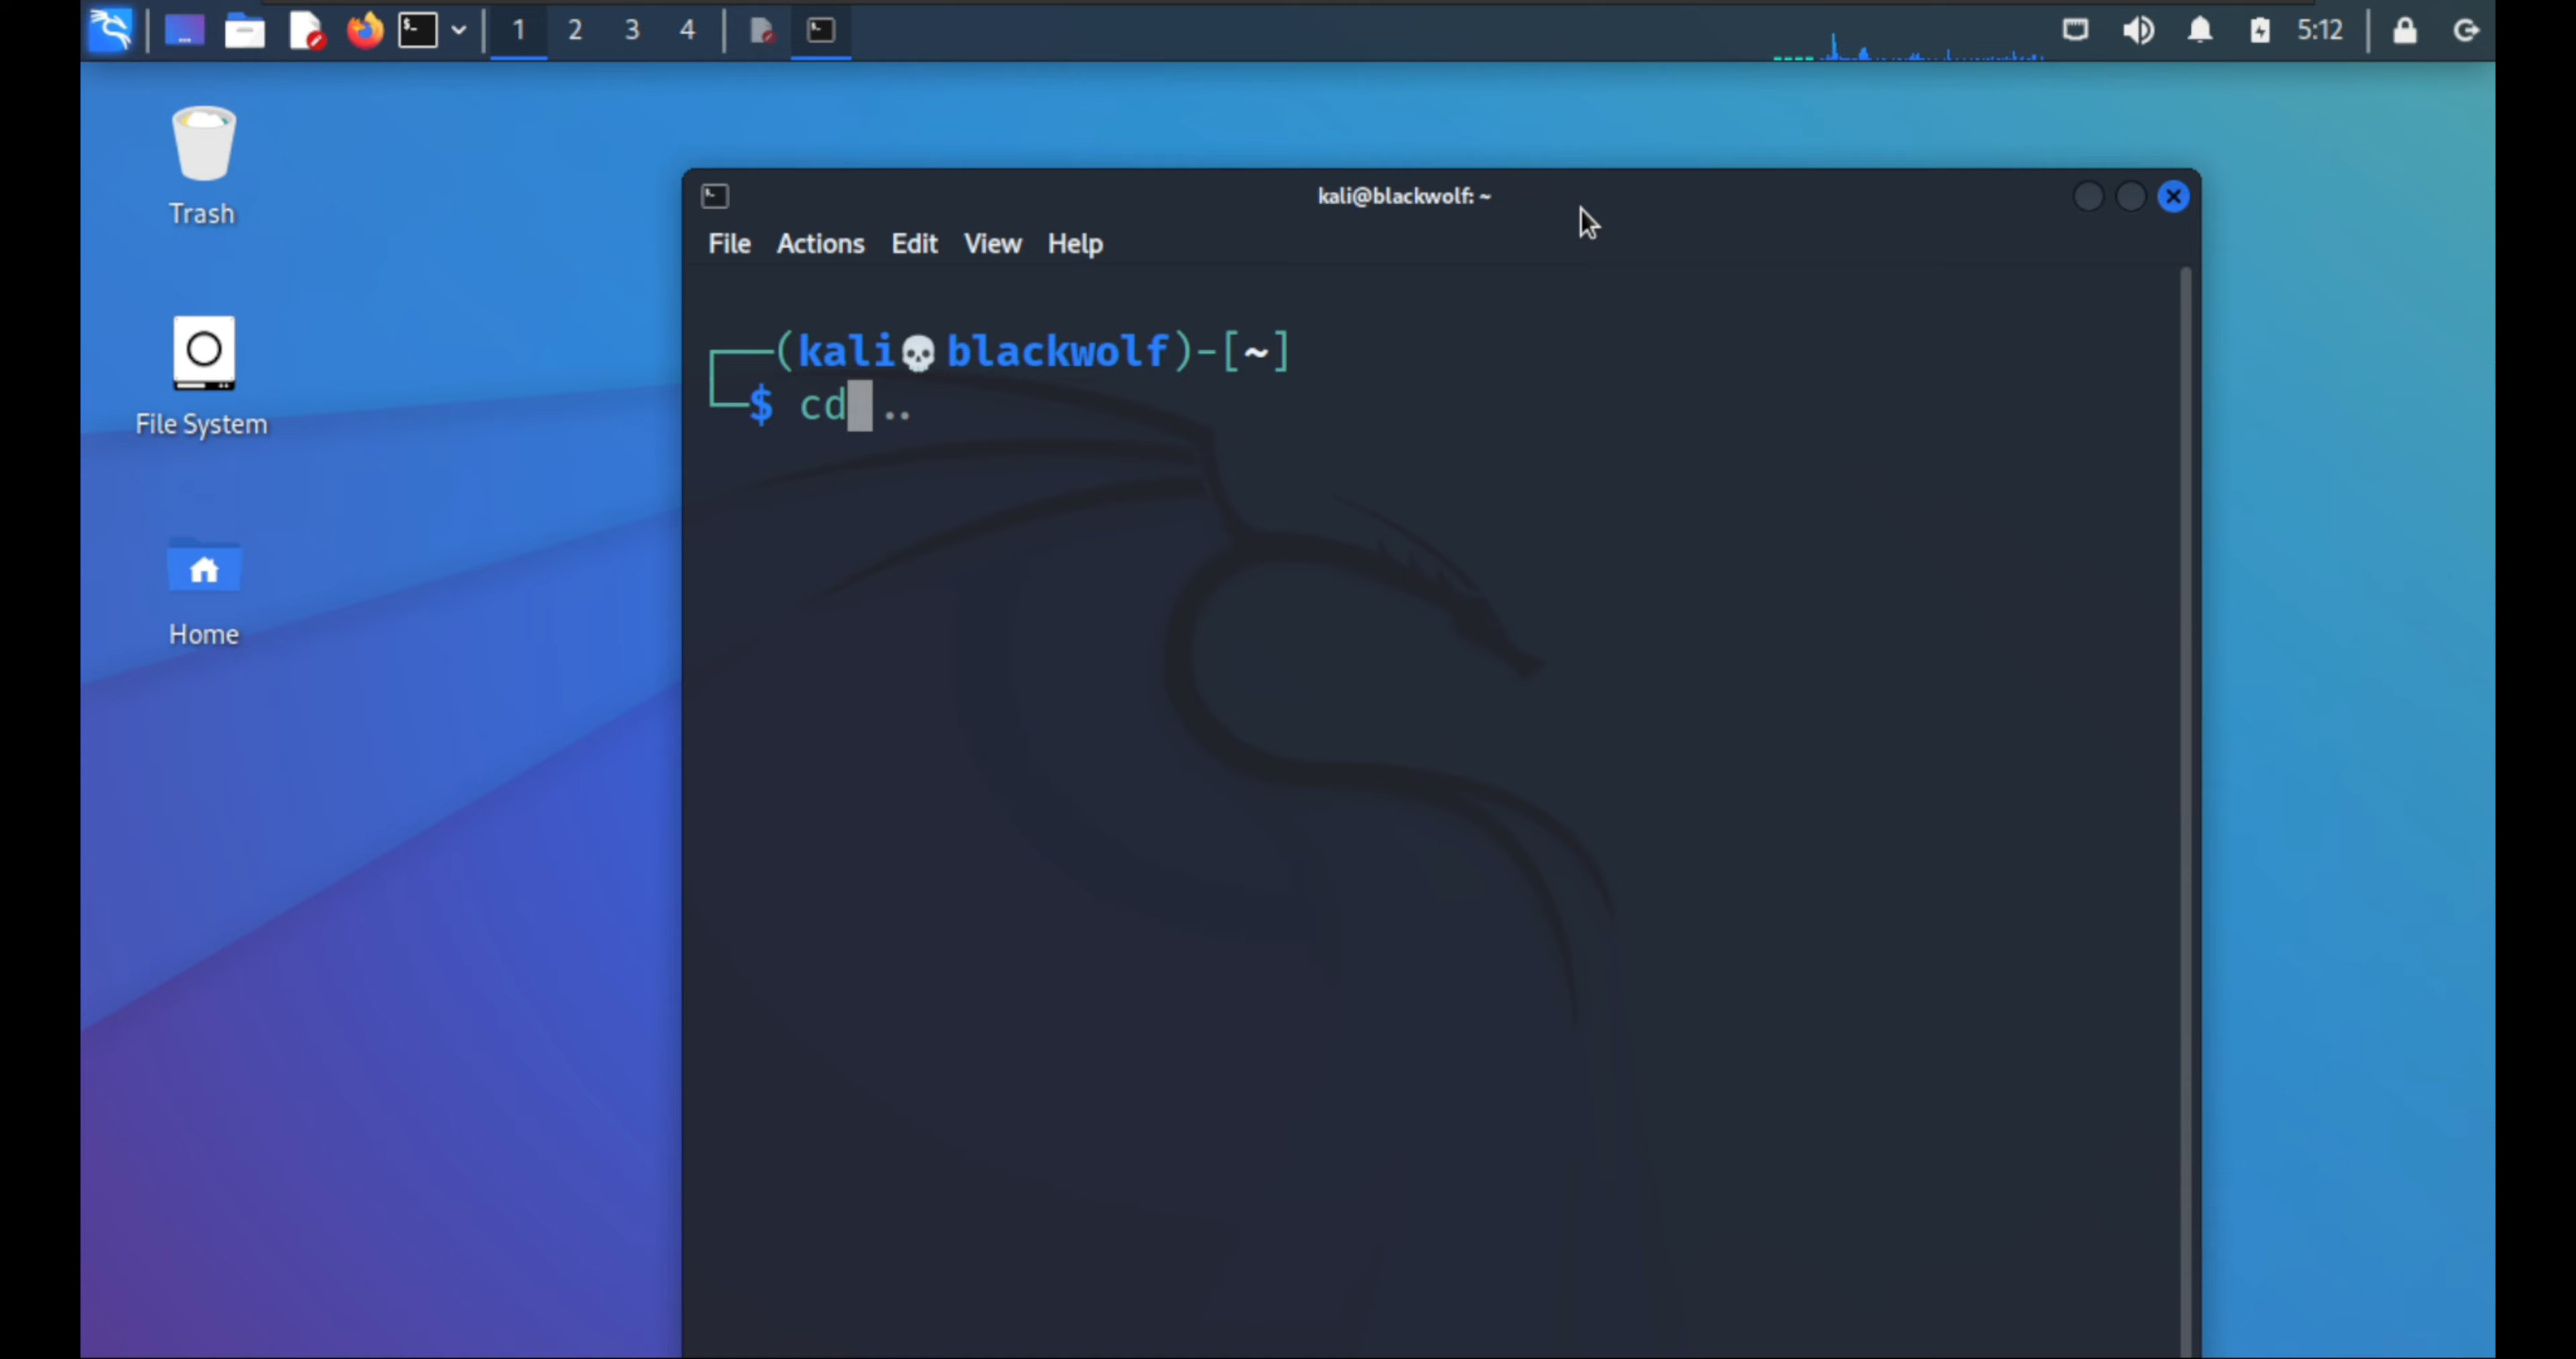 1 2 3 4 5:12
Trash
File System
Home
kali@blackwolf: ~
File Actions Edit View Help
┌──(kali💀blackwolf)-[~]
└─$ cd ..